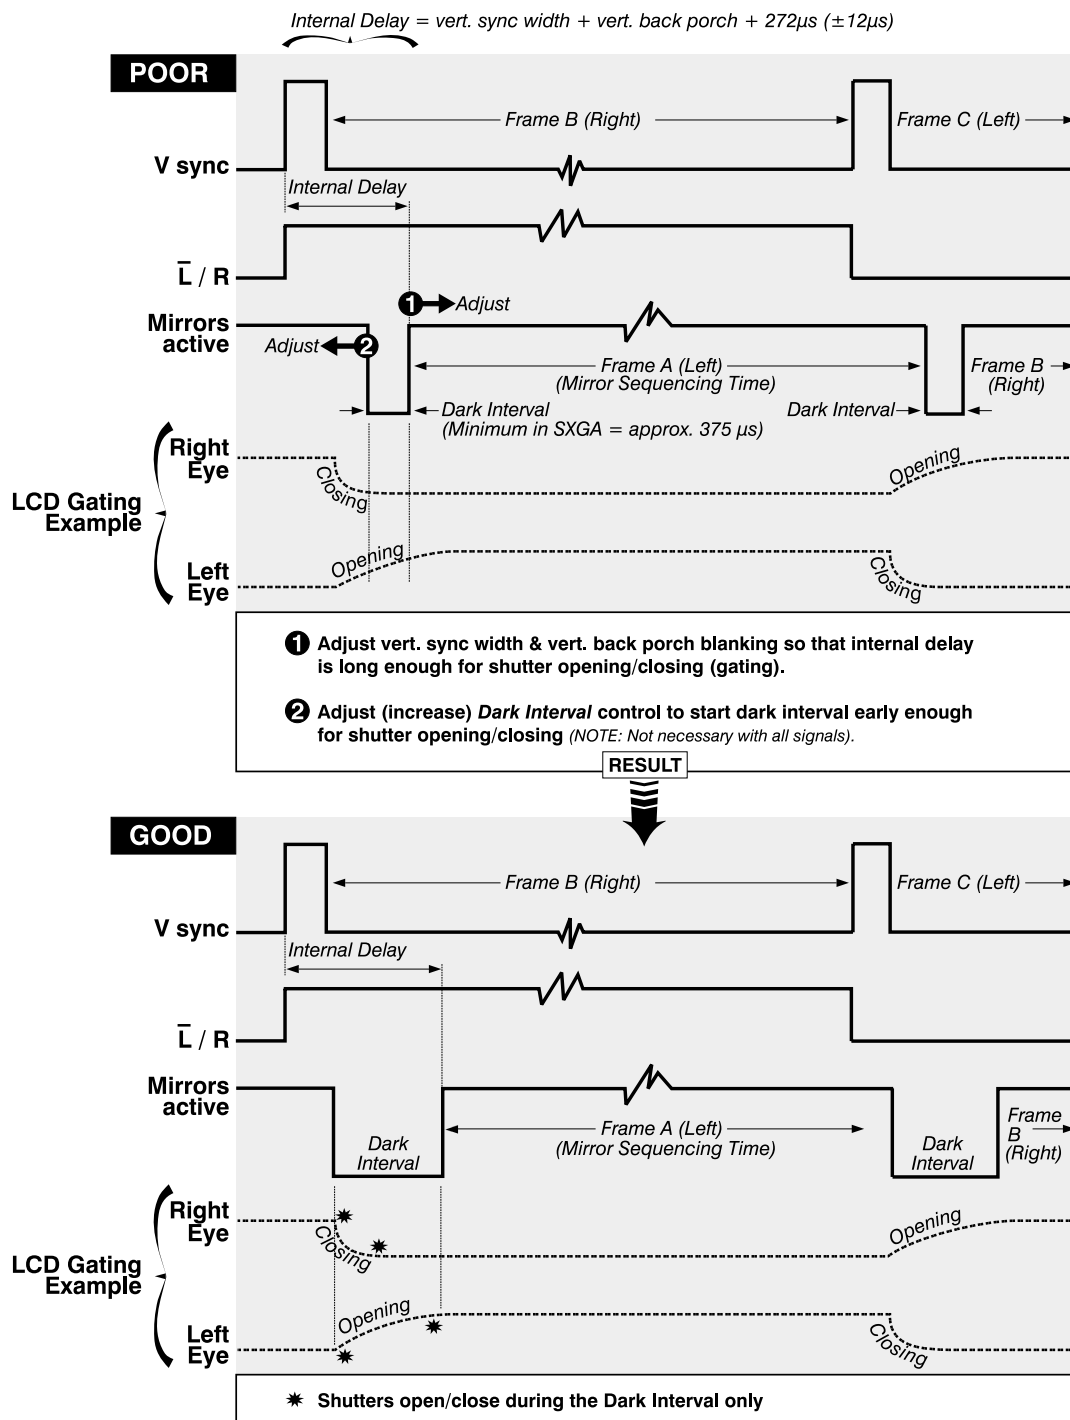 Internal Delay = vert. sync width + vert. back porch + 272µs (±12µs)
POOR
Frame B (Right)
Frame C (Left)
V sync
Internal Delay
L̅ / R
1
Adjust
Mirrors
active
Adjust
2
Frame A (Left)
(Mirror Sequencing Time)
Frame B
(Right)
Dark Interval
(Minimum in SXGA = approx. 375 µs)
Dark Interval
Right
Eye
Closing
Opening
LCD Gating
Example
Left
Eye
Opening
Closing
1 Adjust vert. sync width & vert. back porch blanking so that internal delay
is long enough for shutter opening/closing (gating).
2 Adjust (increase) Dark Interval control to start dark interval early enough
for shutter opening/closing (NOTE: Not necessary with all signals).
RESULT
GOOD
Frame B (Right)
Frame C (Left)
V sync
Internal Delay
L̅ / R
Mirrors
active
Dark
Interval
Frame A (Left)
(Mirror Sequencing Time)
Dark
Interval
Frame
B
(Right)
Right
Eye
Closing
Opening
LCD Gating
Example
Left
Eye
Opening
Closing
✷ Shutters open/close during the Dark Interval only